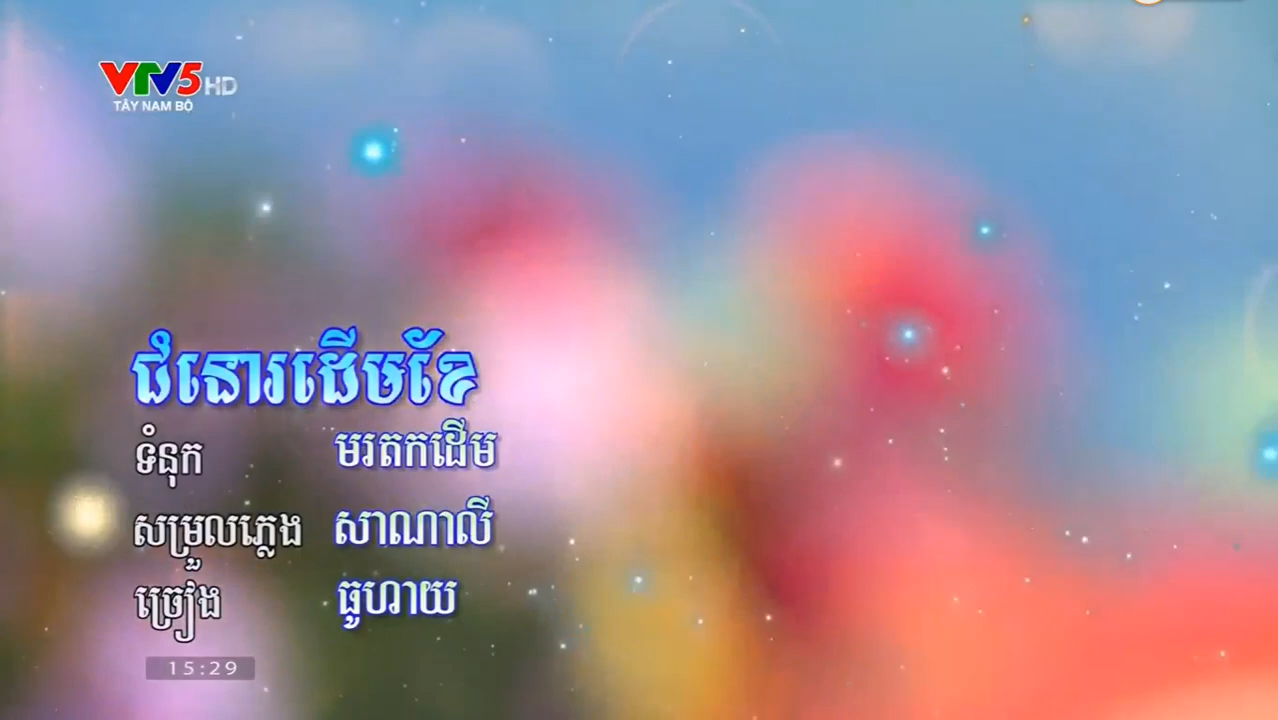 VTV5 HD
TÂY NAM BỘ
ជំនោរដើមខែ
ទំនុក មរតកដើម
សម្រួលភ្លេង សាណាលី
ច្រៀង ធូហាយ
15:29